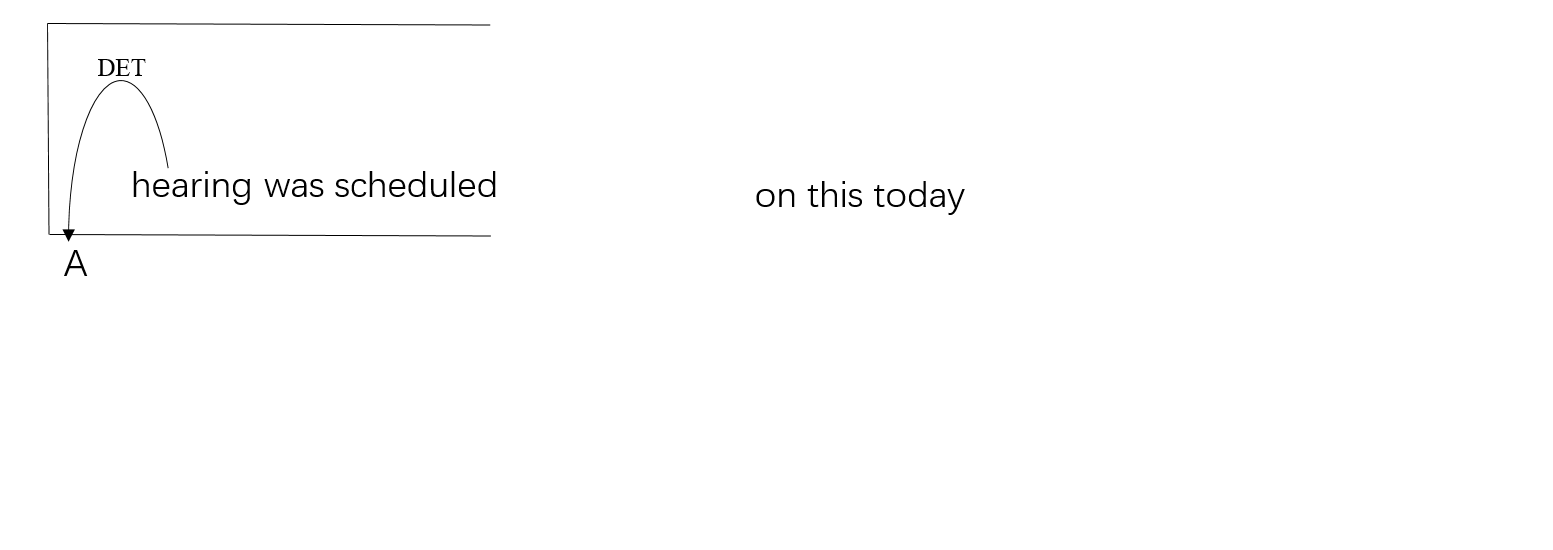 DET
hearing was scheduled
on this today
A